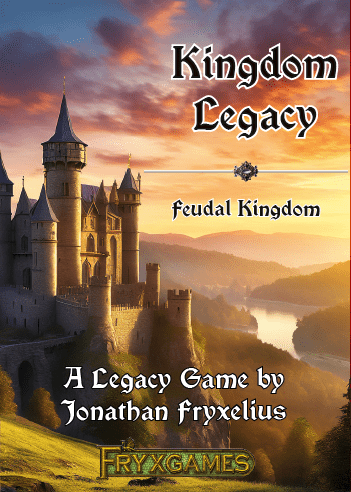 Kingdom
Legacy
Feudal Kingdom
A Legacy Game by
Jonathan Fryxelius
FRYXGAMES